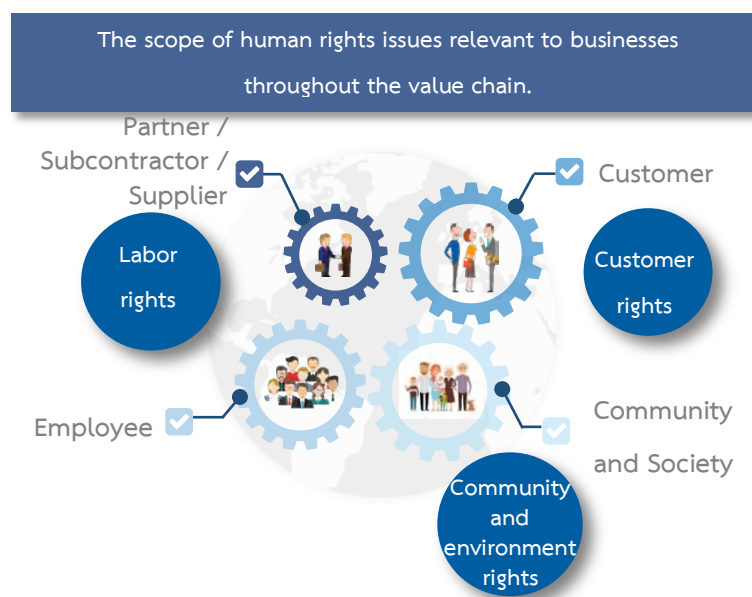 The scope of human rights issues relevant to businesses
throughout the value chain.
Partner /
Subcontractor /
Supplier
Customer
Labor
rights
Customer
rights
Employee
Community
and Society
Community
and
environment
rights